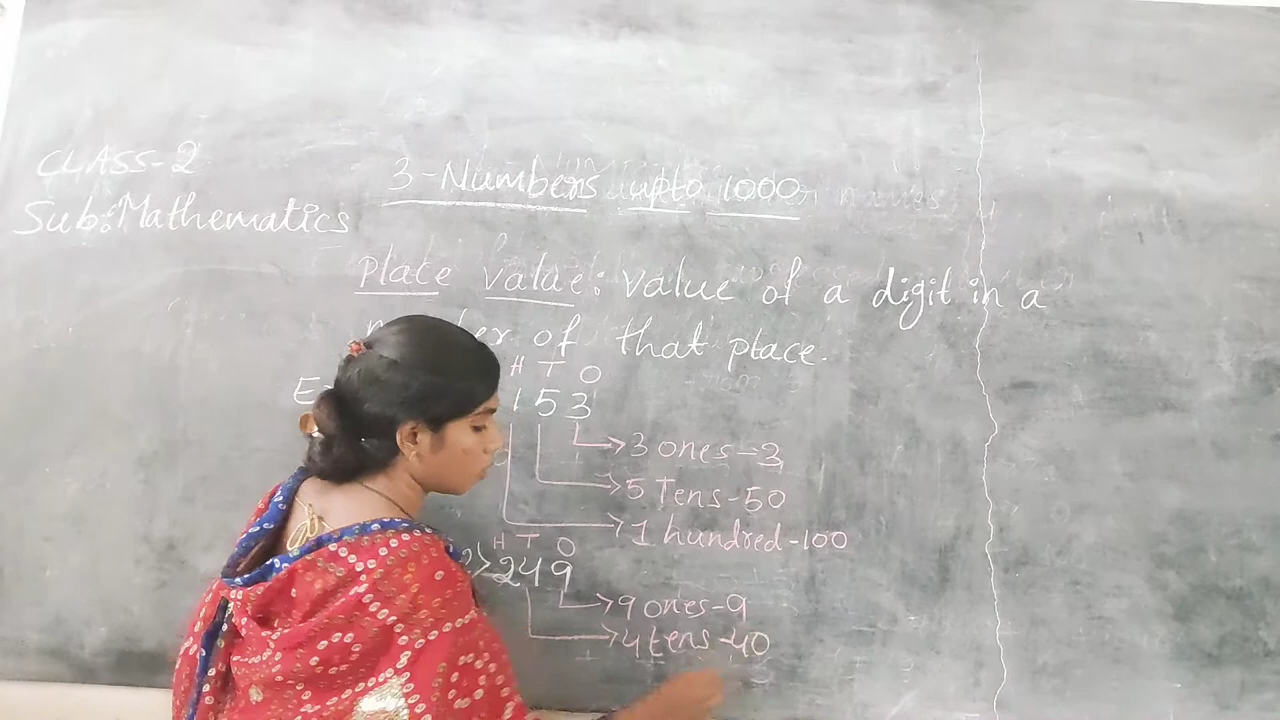 CLASS-2
Sub:Mathematics
3-Numbers upto 1000
Place value: value of a digit in a
of that place.
H T O
1 5 3
3 ones-3
5 Tens-50
1 hundred-100
H T O
2> 249
9 ones-9
4 tens-40